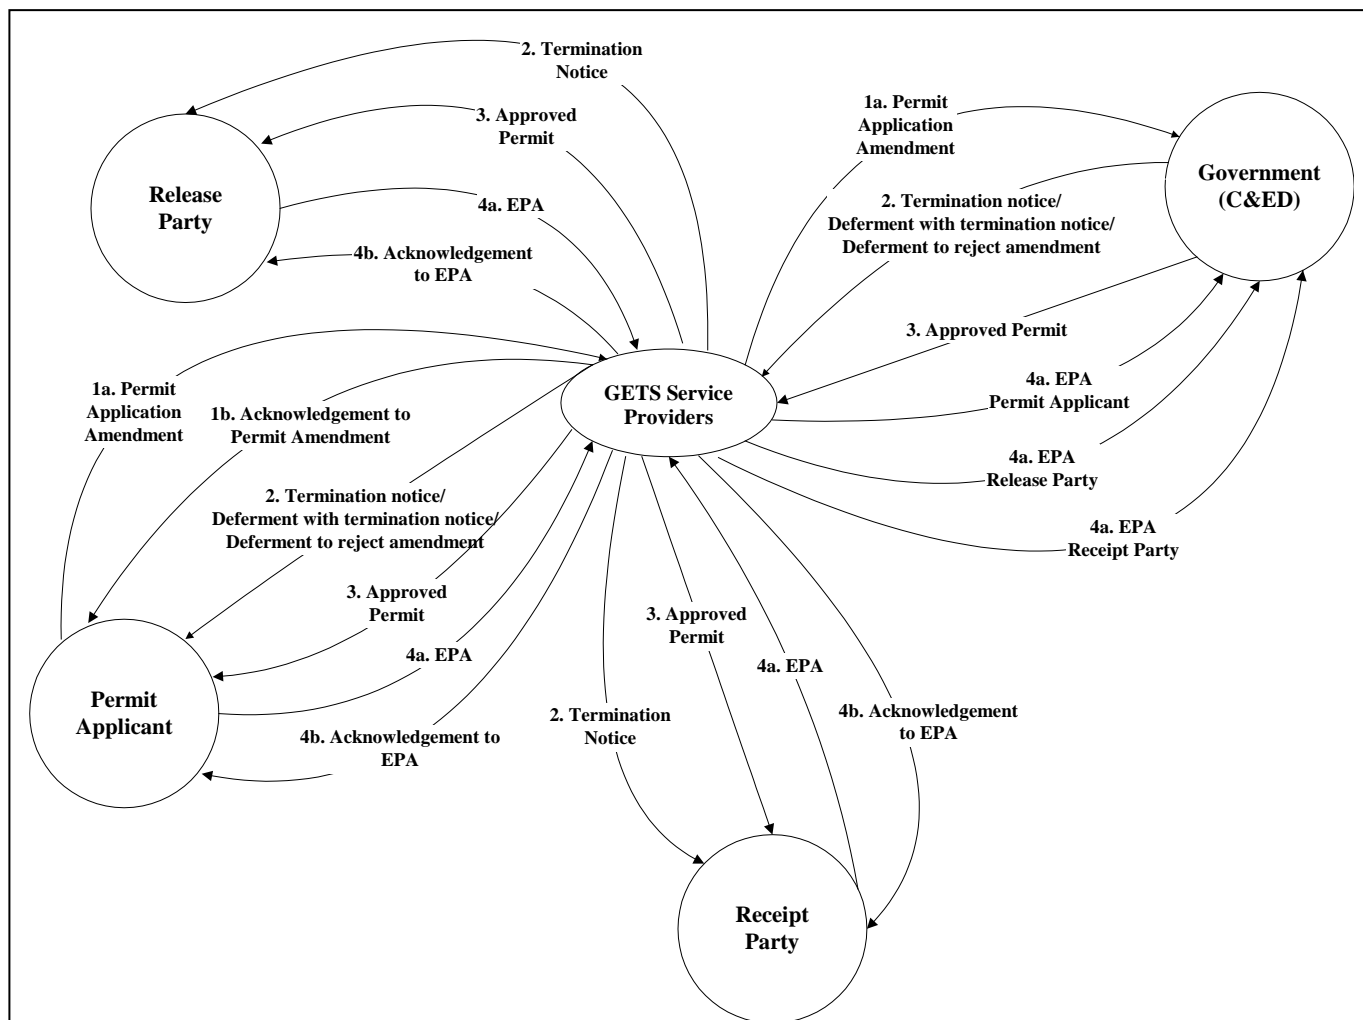 2. Termination
Notice
3. Approved
Permit
Release
Party
4a. EPA
4b. Acknowledgement
to EPA
1a. Permit
Application
Amendment
Government
(C&ED)
2. Termination notice/
Deferment with termination notice/
Deferment to reject amendment
3. Approved Permit
4a. EPA
Permit Applicant
4a. EPA
Release Party
4a. EPA
Receipt Party
GETS Service
Providers
1a. Permit
Application
Amendment
1b. Acknowledgement to
Permit Amendment
2. Termination notice/
Deferment with termination notice/
Deferment to reject amendment
3. Approved
Permit
4a. EPA
4b. Acknowledgement to
EPA
Permit
Applicant
2. Termination
Notice
3. Approved
Permit
4a. EPA
4b. Acknowledgement
to EPA
Receipt
Party